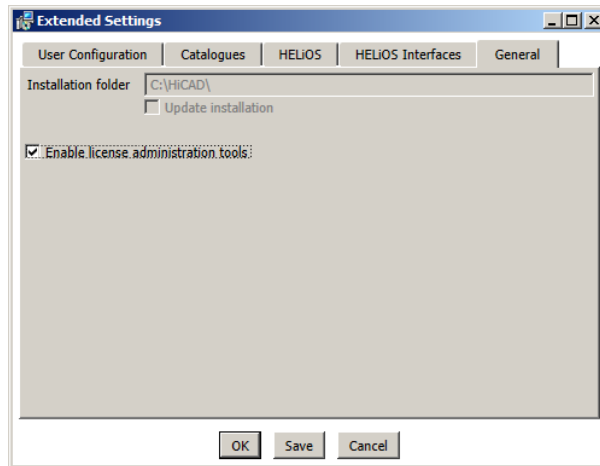 Extended Settings
User Configuration Catalogues HELiOS HELiOS Interfaces General
Installation folder C:\HiCAD\
Update installation
Enable license administration tools
OK Save Cancel